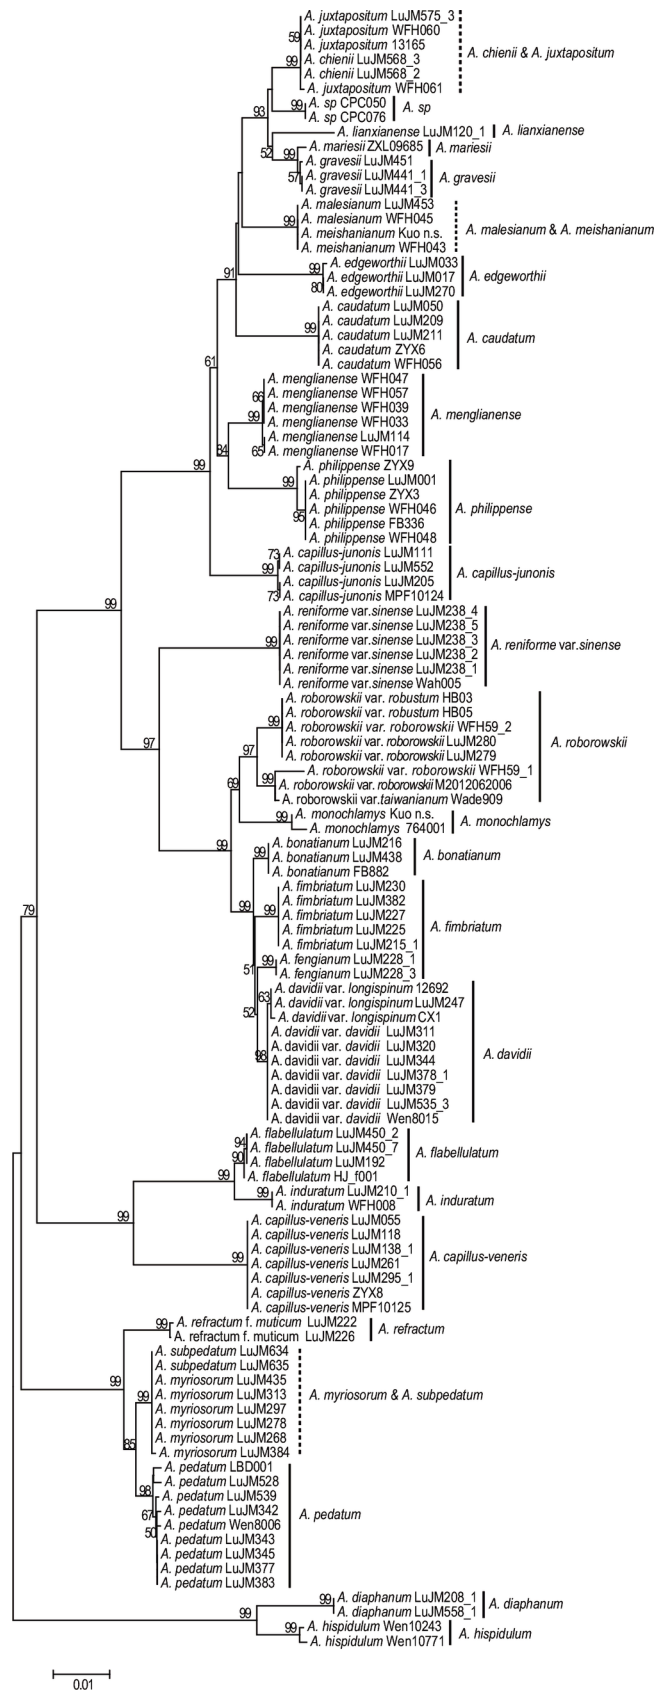 A. juxtapositum LuJM575_3
59
A. juxtapositum WFH060
A. juxtapositum 13165
A. chienii & A. juxtapositum
99
A. chienii LuJM568_3
A. chienii LuJM568_2
A. juxtapositum WFH061
93
99
A. sp CPC050
A. sp
A. sp CPC076
A. lianxianense LuJM120_1
A. lianxianense
52
99
A. mariesii ZXL09685
A. mariesii
A. gravesii LuJM451
57
A. gravesii LuJM441_1
A. gravesii
A. gravesii LuJM441_3
A. malesianum LuJM453
99
A. malesianum WFH045
A. malesianum & A. meishanianum
A. meishanianum Kuo n.s.
A. meishanianum WFH043
91
99
A. edgeworthii LuJM033
A. edgeworthii LuJM017
A. edgeworthii
80
A. edgeworthii LuJM270
A. caudatum LuJM050
A. caudatum LuJM209
99
A. caudatum LuJM211
A. caudatum
A. caudatum ZYX6
A. caudatum WFH056
61
A. menglianense WFH047
66
A. menglianense WFH057
A. menglianense WFH039
A. menglianense
99
A. menglianense WFH033
A. menglianense LuJM114
84
65
A. menglianense WFH017
99
A. philippense ZYX9
99
A. philippense LuJM001
A. philippense ZYX3
95
A. philippense WFH046
A. philippense
A. philippense FB336
A. philippense WFH048
73
A. capillus-junonis LuJM111
99
A. capillus-junonis LuJM552
A. capillus-junonis
A. capillus-junonis LuJM205
73
A. capillus-junonis MPF10124
99
A. reniforme var.sinense LuJM238_4
A. reniforme var.sinense LuJM238_5
99
A. reniforme var.sinense LuJM238_3
A. reniforme var.sinense
A. reniforme var.sinense LuJM238_2
A. reniforme var.sinense LuJM238_1
A. reniforme var.sinense Wah005
97
A. roborowskii var. robustum HB03
99
A. roborowskii var. robustum HB05
A. roborowskii var. roborowskii WFH59_2
A. roborowskii var. roborowskii LuJM280
A. roborowskii
97
A. roborowskii var. roborowskii LuJM279
A. roborowskii var. roborowskii WFH59_1
69
99
A. roborowskii var. roborowskii M2012062006
A. roborowskii var.taiwanianum Wade909
99
A. monochlamys Kuo n.s.
A. monochlamys
A. monochlamys 764001
99
A. bonatianum LuJM216
99
A. bonatianum LuJM438
A. bonatianum
A. bonatianum FB882
A. fimbriatum LuJM230
A. fimbriatum LuJM382
99
99
A. fimbriatum LuJM227
A. fimbriatum
79
A. fimbriatum LuJM225
A. fimbriatum LuJM215_1
99
A. fengianum LuJM228_1
51
A. fengianum LuJM228_3
A. davidii var. longispinum 12692
63
A. davidii var. longispinum LuJM247
52
A. davidii var. longispinum CX1
A. davidii var. davidii LuJM311
A. davidii var. davidii LuJM320
A. davidii
98
A. davidii var. davidii LuJM344
A. davidii var. davidii LuJM378_1
A. davidii var. davidii LuJM379
A. davidii var. davidii LuJM535_3
A. davidii var. davidii Wen8015
94
A. flabellulatum LuJM450_2
A. flabellulatum LuJM450_7
A. flabellulatum
90
A. flabellulatum LuJM192
99
A. flabellulatum HJ_f001
99
A. induratum LuJM210_1
A. induratum
A. induratum WFH008
99
A. capillus-veneris LuJM055
A. capillus-veneris LuJM118
A. capillus-veneris LuJM138_1
A. capillus-veneris
99
A. capillus-veneris LuJM261
A. capillus-veneris LuJM295_1
A. capillus-veneris ZYX8
A. capillus-veneris MPF10125
99
A. refractum f. muticum LuJM222
A. refractum
A. refractum f. muticum LuJM226
A. subpedatum LuJM634
A. subpedatum LuJM635
99
A. myriosorum LuJM435
99
A. myriosorum LuJM313
A. myriosorum & A. subpedatum
A. myriosorum LuJM297
A. myriosorum LuJM278
85
A. myriosorum LuJM268
A. myriosorum LuJM384
A. pedatum LBD001
98
A. pedatum LuJM528
A. pedatum LuJM539
67
A. pedatum LuJM342
A. pedatum
50
A. pedatum Wen8006
A. pedatum LuJM343
A. pedatum LuJM345
A. pedatum LuJM377
A. pedatum LuJM383
99
A. diaphanum LuJM208_1
A. diaphanum
99
A. diaphanum LuJM558_1
99
A. hispidulum Wen10243
A. hispidulum
A. hispidulum Wen10771
0.01